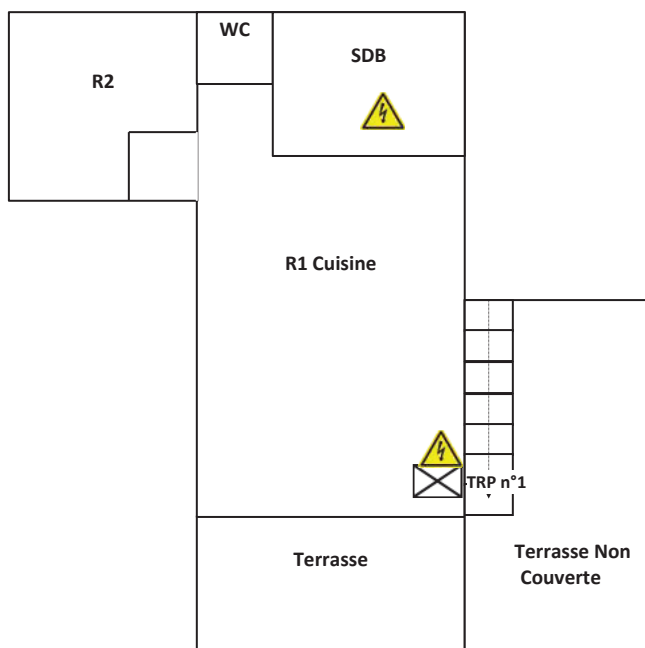 WC
SDB
R2
R1 Cuisine
TRP n°1
Terrasse
Terrasse Non
Couverte